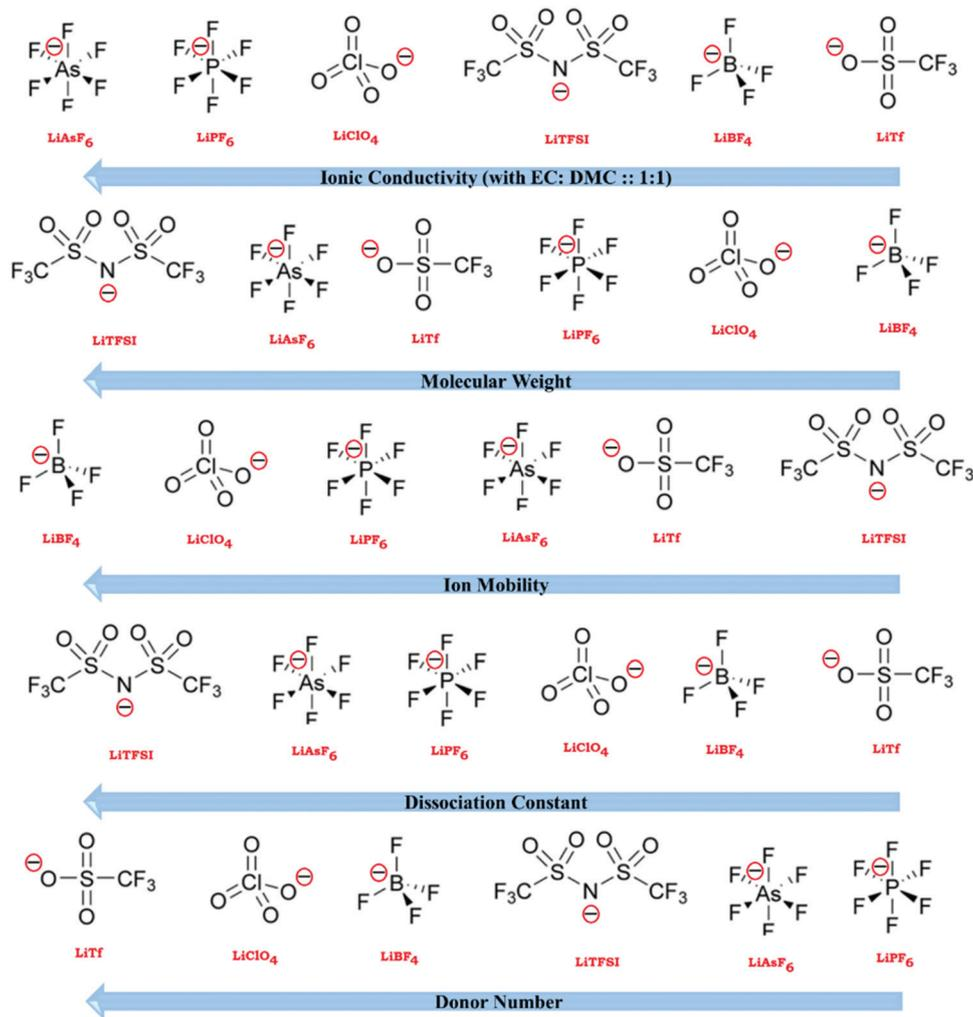 LiAsF6 LiPF6 LiClO4 LiTFSI LiBF4 LiTf
Ionic Conductivity (with EC: DMC :: 1:1)
LiTFSI LiAsF6 LiTf LiPF6 LiClO4 LiBF4
Molecular Weight
LiBF4 LiClO4 LiPF6 LiAsF6 LiTf LiTFSI
Ion Mobility
LiTFSI LiAsF6 LiPF6 LiClO4 LiBF4 LiTf
Dissociation Constant
LiTf LiClO4 LiBF4 LiTFSI LiAsF6 LiPF6
Donor Number